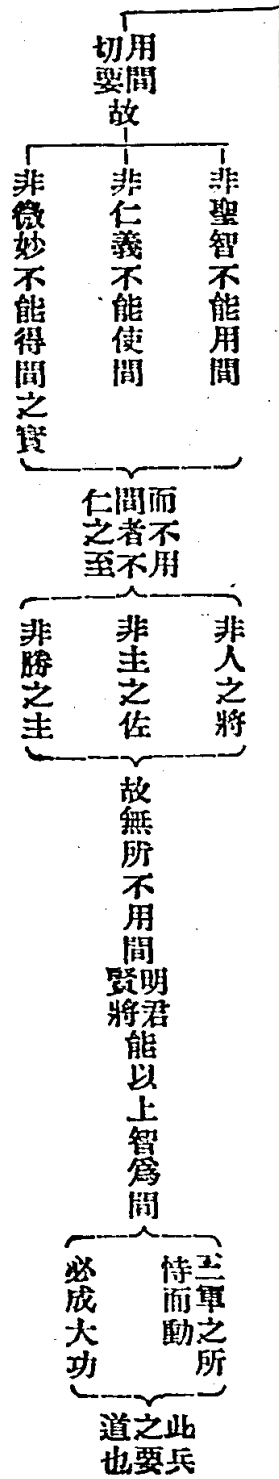 用間
切要
故
非聖智不能用間
非仁義不能使間
非微妙不能得間之實
而不用
間者不
仁之至
非人之將
非主之佐
非勝之主
故無所不用間
明君
賢將
能以上智爲間
三軍之所
恃而動
必成大功
此兵
之要
道也